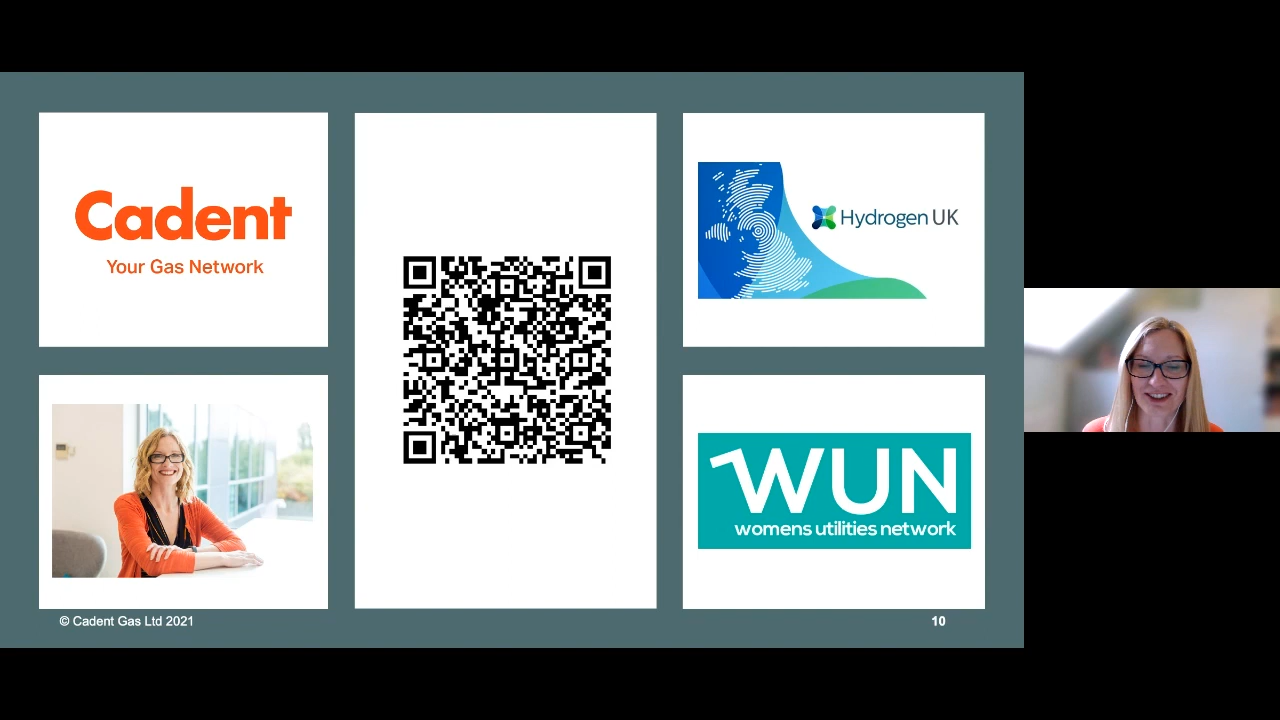 Cadent
Your Gas Network
Hydrogen UK
WUN
womens utilities network
© Cadent Gas Ltd 2021
10